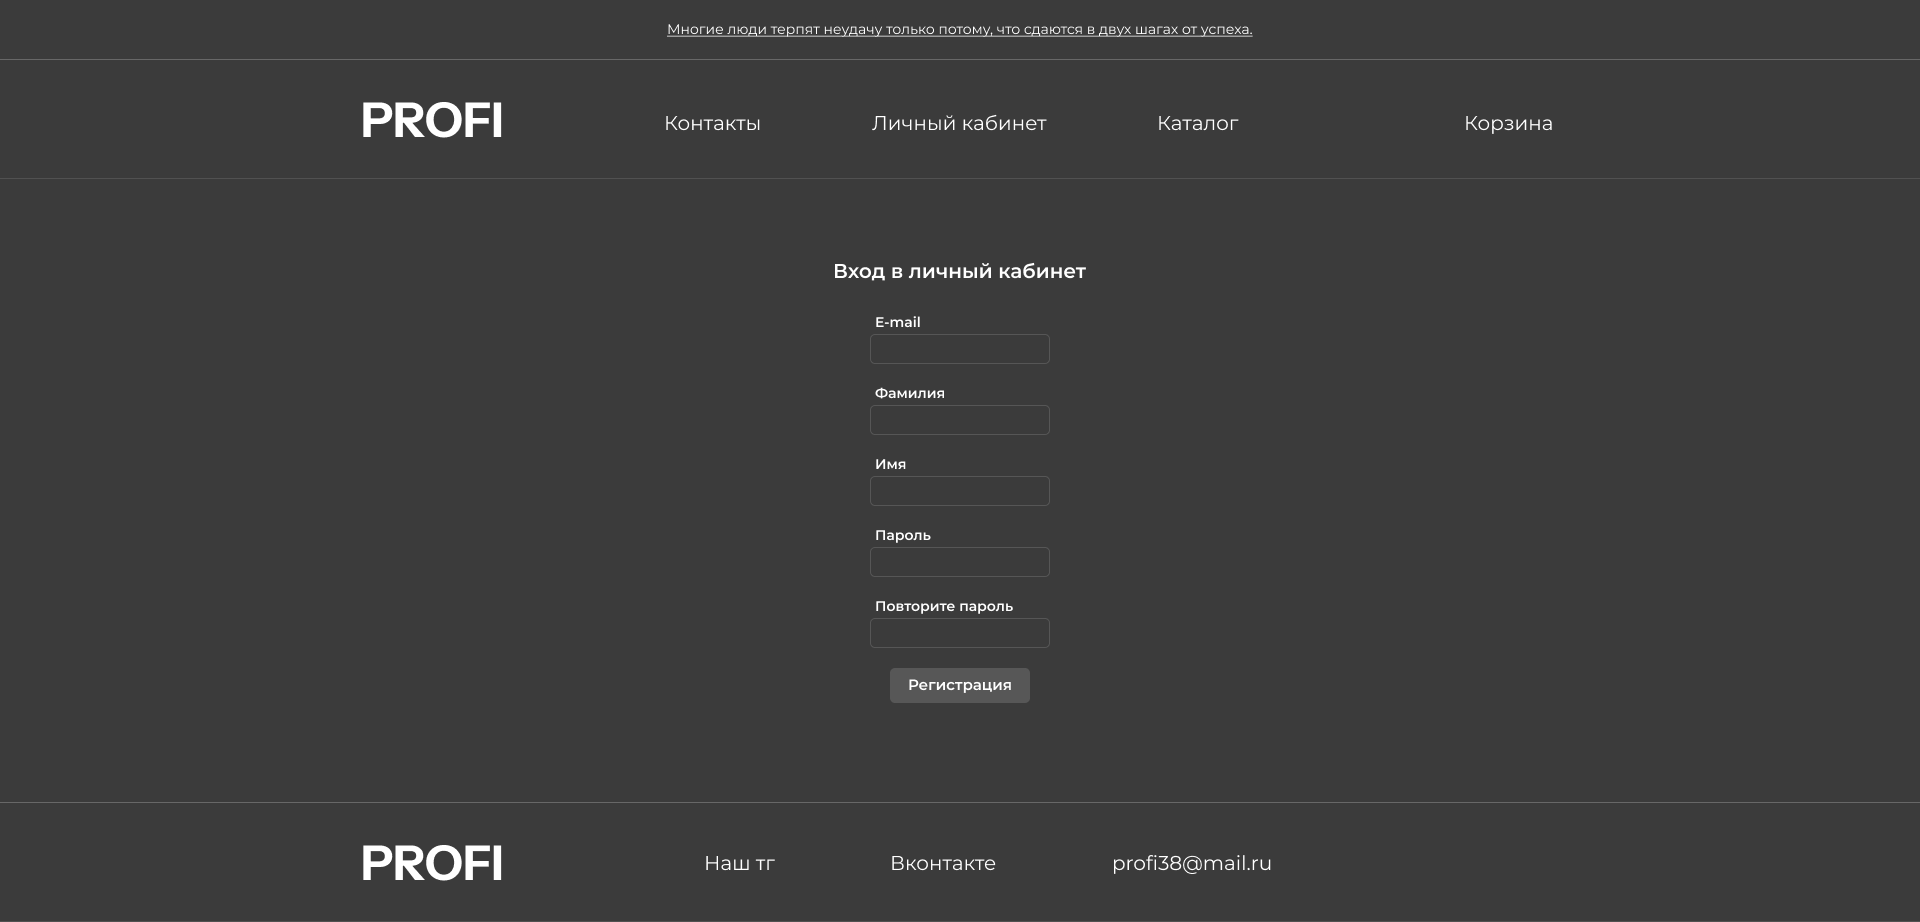 Многие люди терпят неудачу только потому, что сдаются в двух шагах от успеха.
PROFI
Контакты
Личный кабинет
Каталог
Корзина
Вход в личный кабинет
E-mail
Фамилия
Имя
Пароль
Повторите пароль
Регистрация
PROFI
Наш тг
Вконтакте
profi38@mail.ru